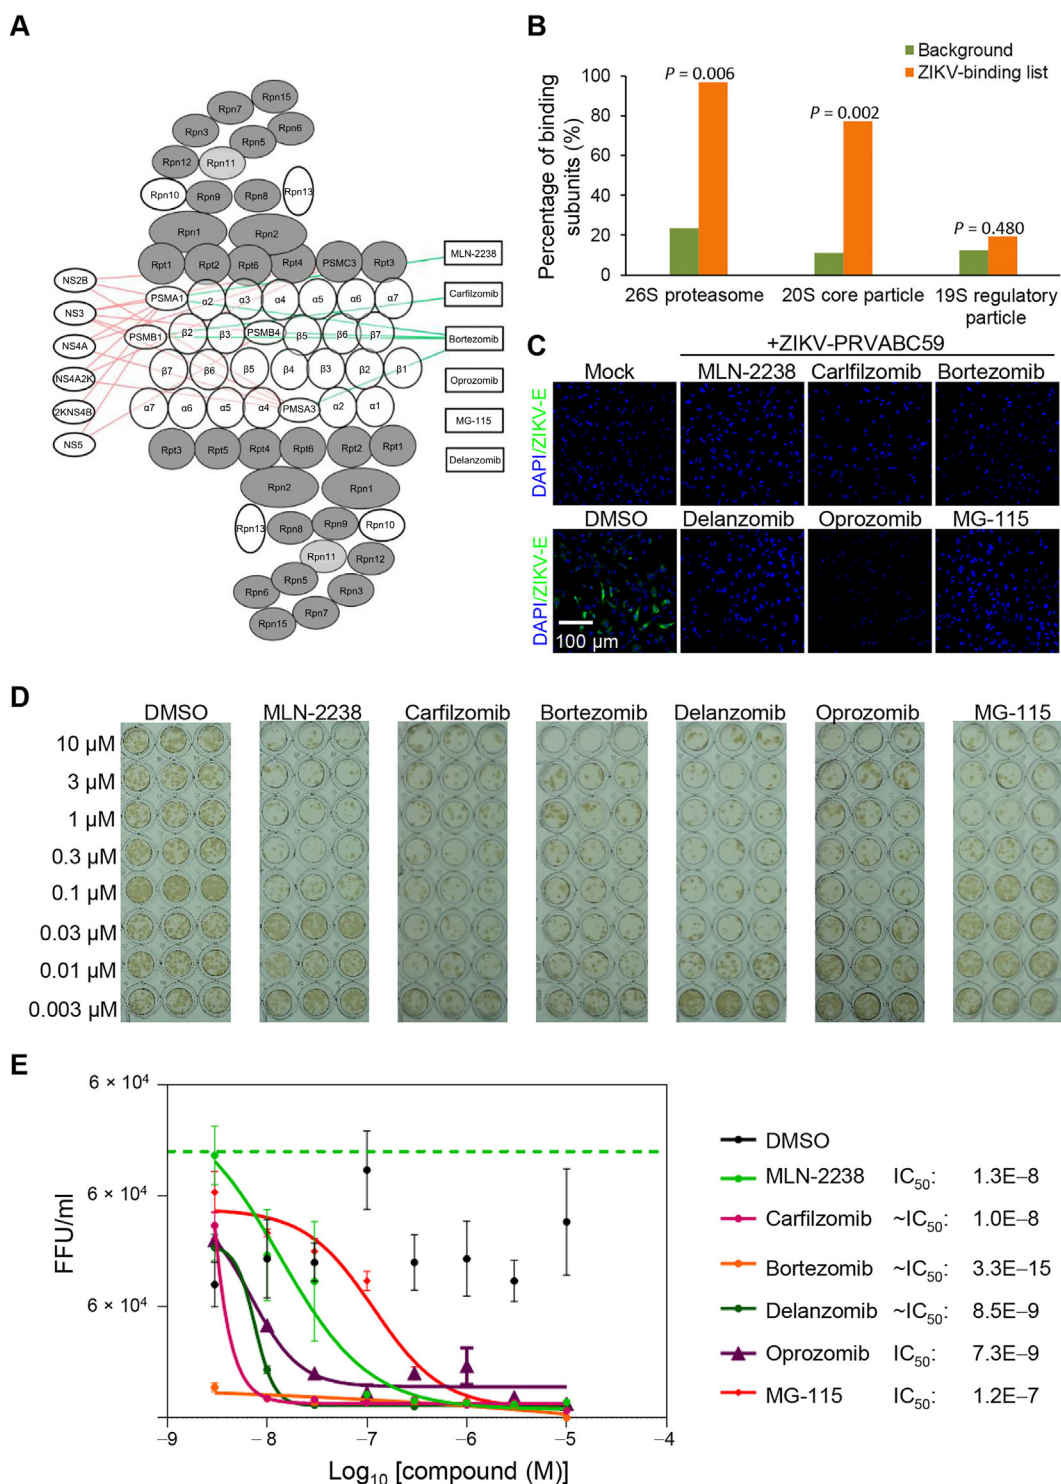 A
Rpn15
Rpn7
Rpn3
Rpn6
Rpn5
Rpn12
Rpn11
Rpn10
Rpn9
Rpn8
Rpn13
Rpn1
Rpn2
Rpt1
Rpt2
Rpt6
Rpt4
PSMC3
Rpt3
NS2B
NS3
NS4A
NS4A2K
2KNS4B
NS5
PSMA1
α2
α3
α4
α5
α6
α7
PSMB1
β2
β3
PSMB4
β5
β6
β7
β7
β6
β5
β4
β3
β2
β1
α7
α6
α5
α4
PMSA3
α2
α1
Rpt3
Rpt5
Rpt4
Rpt6
Rpt2
Rpt1
Rpn2
Rpn1
Rpn13
Rpn8
Rpn9
Rpn10
Rpn11
Rpn12
Rpn5
Rpn6
Rpn3
Rpn7
Rpn15
MLN-2238
Carfilzomib
Bortezomib
Oprozomib
MG-115
Delanzomib
B
Background
ZIKV-binding list
Percentage of binding
subunits (%)
100
80
60
40
20
0
P = 0.006
P = 0.002
P = 0.480
26S proteasome
20S core particle
19S regulatory
particle
C
+ZIKV-PRVABC59
Mock
MLN-2238
Carlfilzomib
Bortezomib
DAPI/ZIKV-E
DMSO
Delanzomib
Oprozomib
MG-115
DAPI/ZIKV-E
100 μm
D
DMSO
MLN-2238
Carfilzomib
Bortezomib
Delanzomib
Oprozomib
MG-115
10 μM
3 μM
1 μM
0.3 μM
0.1 μM
0.03 μM
0.01 μM
0.003 μM
E
6 × 10⁴
6 × 10⁴
6 × 10⁴
FFU/ml
–9
–8
–7
–6
–5
–4
Log₁₀ [compound (M)]
DMSO
MLN-2238 IC₅₀: 1.3E–8
Carfilzomib ~IC₅₀: 1.0E–8
Bortezomib ~IC₅₀: 3.3E–15
Delanzomib ~IC₅₀: 8.5E–9
Oprozomib IC₅₀: 7.3E–9
MG-115 IC₅₀: 1.2E–7